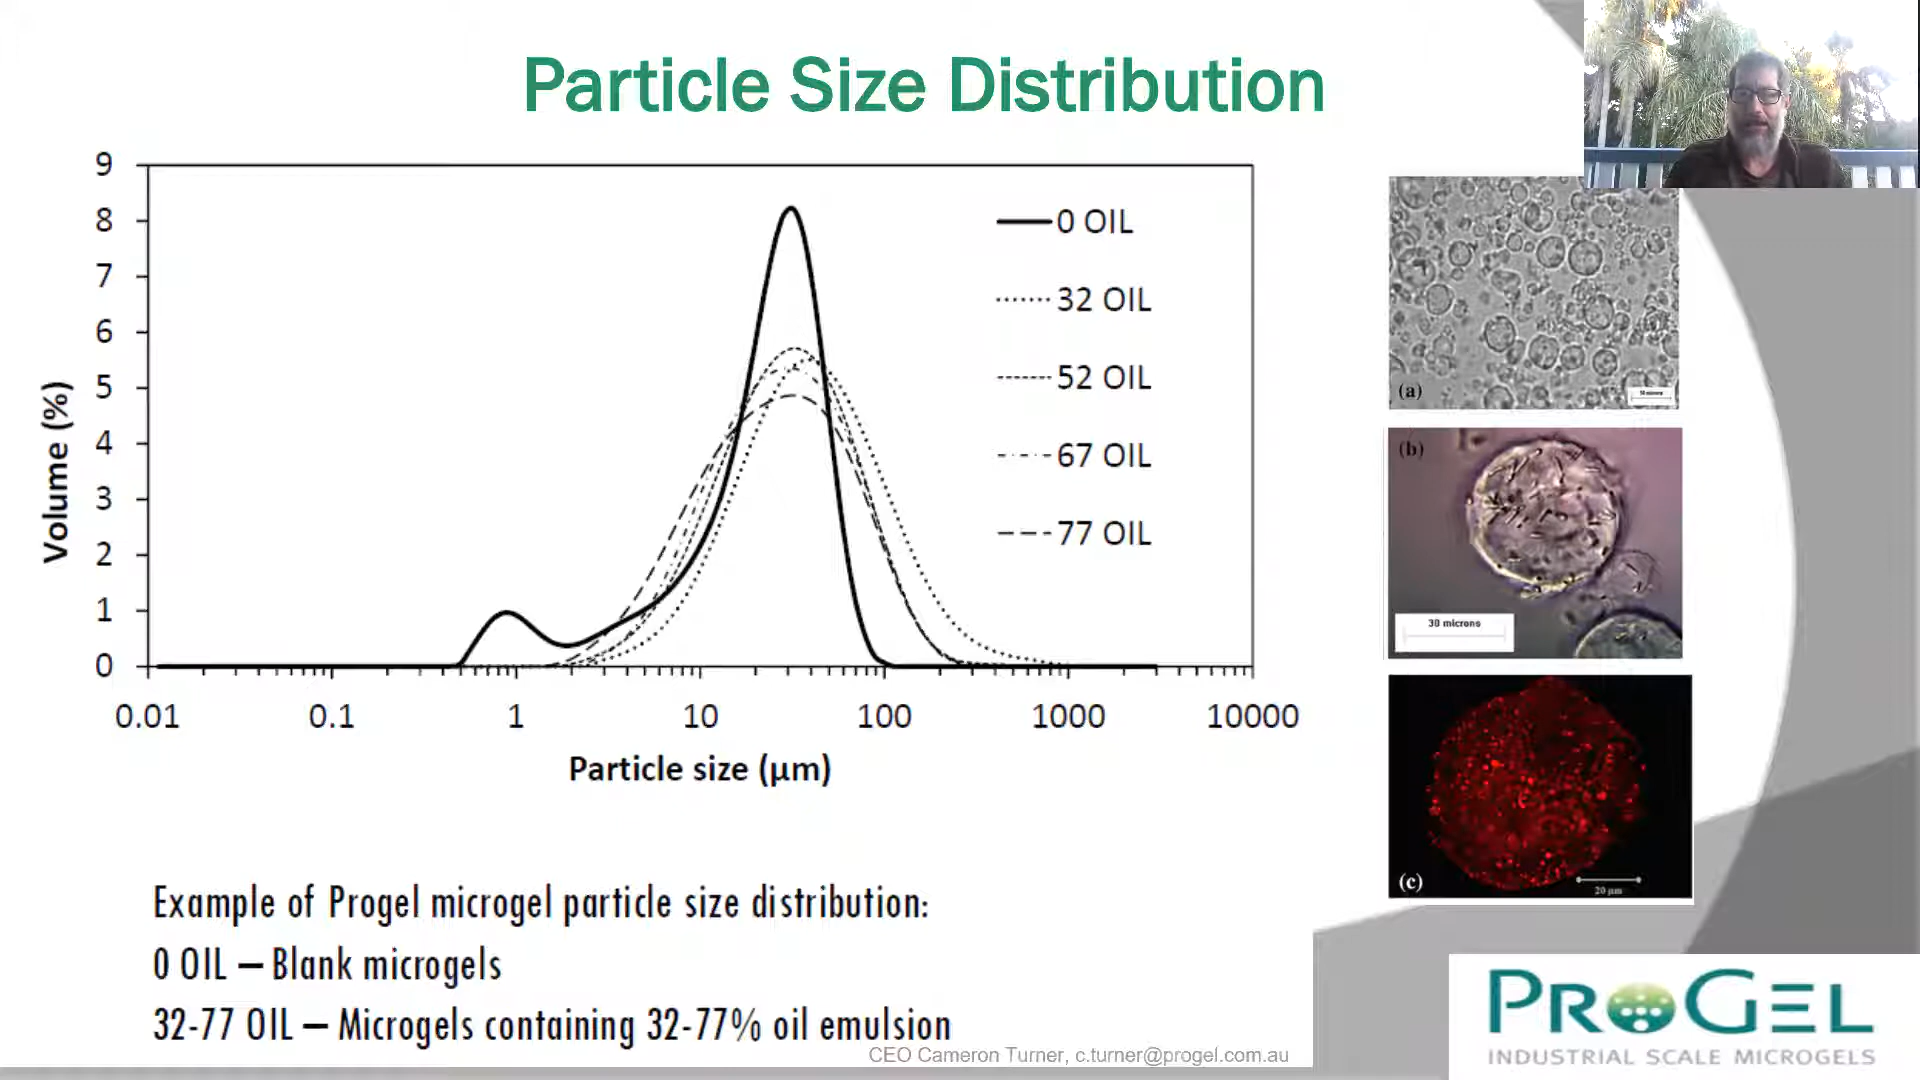 Particle Size Distribution
9
8
7
6
5
4
3
2
1
0
Volume (%)
0 OIL
32 OIL
52 OIL
67 OIL
77 OIL
0.01 0.1 1 10 100 1000 10000
Particle size (µm)
(a)
(b)
30 microns
(c)
20 µm
Example of Progel microgel particle size distribution:
0 OIL – Blank microgels
32-77 OIL – Microgels containing 32-77% oil emulsion
CEO Cameron Turner, c.turner@progel.com.au
PROGEL
INDUSTRIAL SCALE MICROGELS